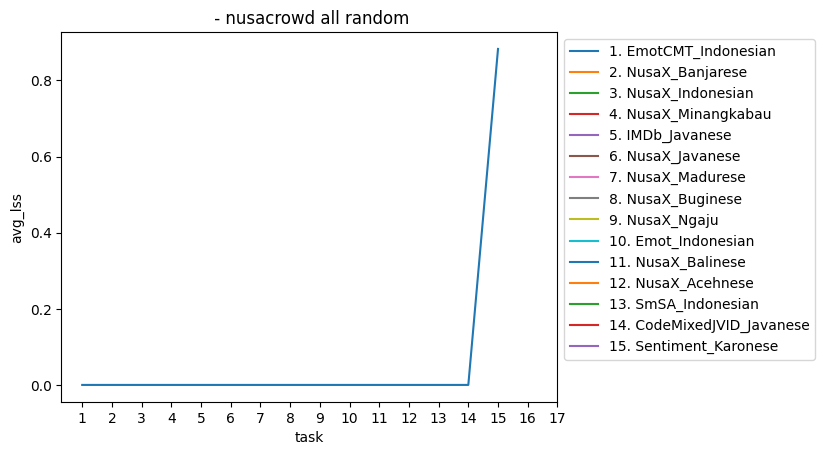 - nusacrowd all random
avg_lss
0.8
0.6
0.4
0.2
0.0
1 2 3 4 5 6 7 8 9 10 11 12 13 14 15 16 17
task
1. EmotCMT_Indonesian
2. NusaX_Banjarese
3. NusaX_Indonesian
4. NusaX_Minangkabau
5. IMDb_Javanese
6. NusaX_Javanese
7. NusaX_Madurese
8. NusaX_Buginese
9. NusaX_Ngaju
10. Emot_Indonesian
11. NusaX_Balinese
12. NusaX_Acehnese
13. SmSA_Indonesian
14. CodeMixedJVID_Javanese
15. Sentiment_Karonese